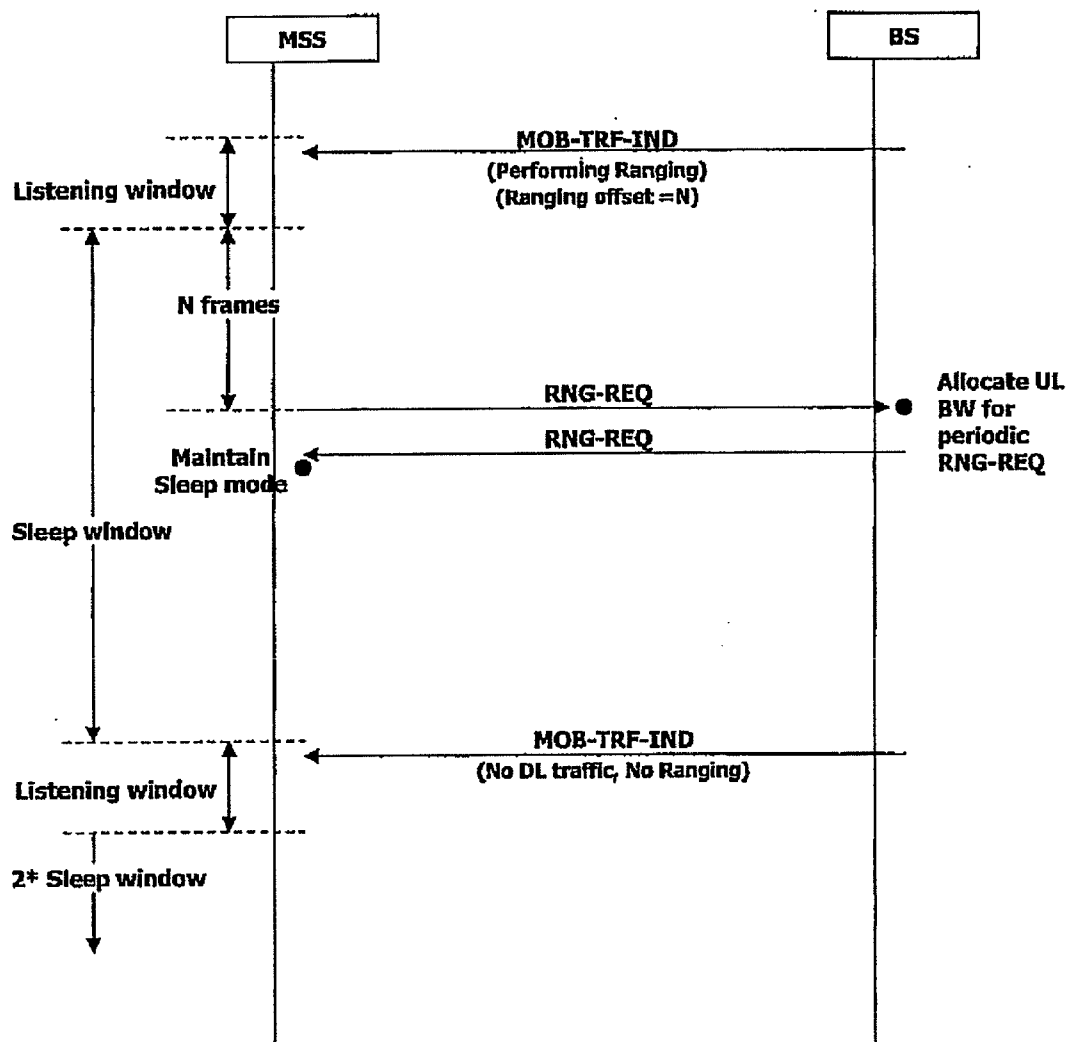 MSS
BS
MOB-TRF-IND
(Performing Ranging)
(Ranging offset=N)
Listening window
N frames
RNG-REQ
Allocate UL
BW for
periodic
RNG-REQ
RNG-REQ
Maintain
Sleep mode
Sleep window
MOB-TRF-IND
(No DL traffic, No Ranging)
Listening window
2* Sleep window